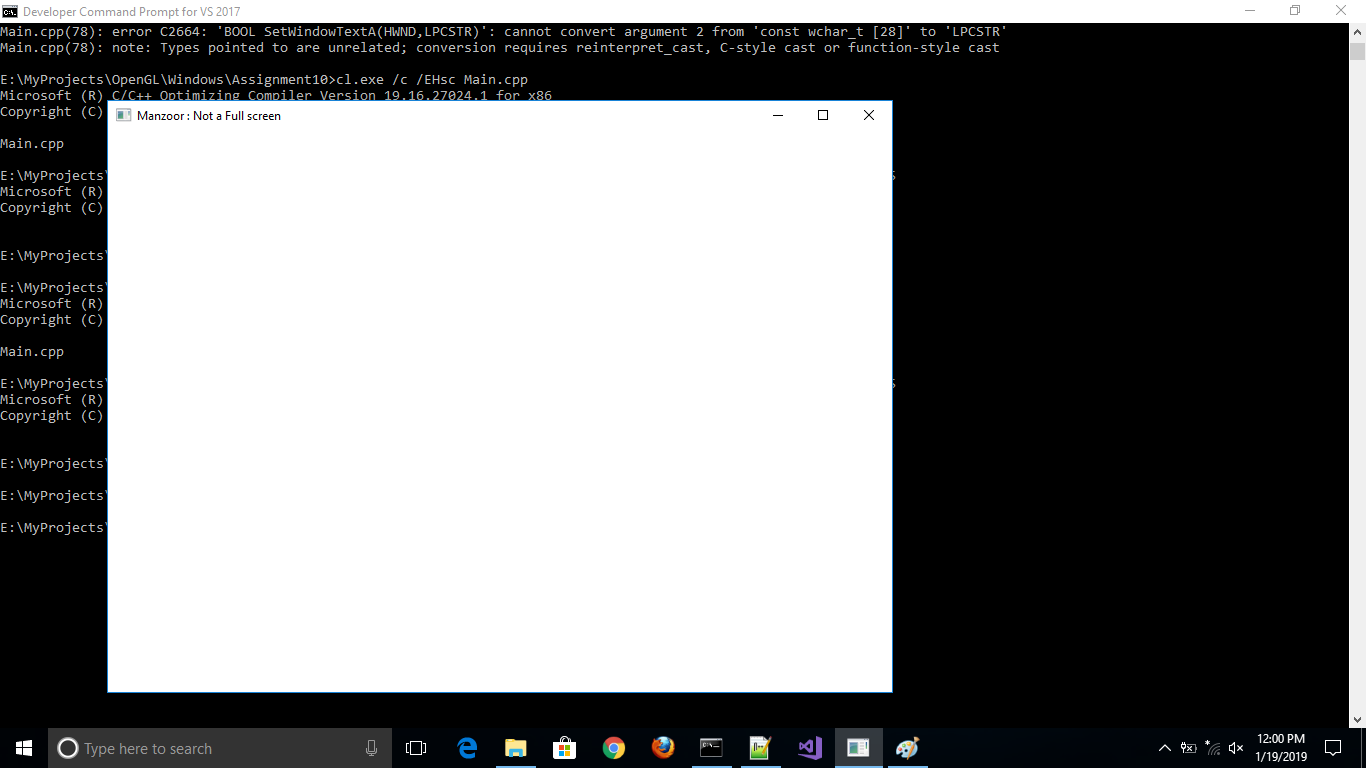 Developer Command Prompt for VS 2017
Main.cpp(78): error C2664: 'BOOL SetWindowTextA(HWND,LPCSTR)': cannot convert argument 2 from 'const wchar_t [28]' to 'LPCSTR'
Main.cpp(78): note: Types pointed to are unrelated; conversion requires reinterpret_cast, C-style cast or function-style cast
E:\MyProjects\OpenGL\Windows\Assignment10>cl.exe /c /EHsc Main.cpp
Microsoft (R) C/C++ Optimizing Compiler Version 19.16.27024.1 for x86
Copyright (C)
Manzoor : Not a Full screen
Main.cpp
E:\MyProjects\
Microsoft (R)
Copyright (C)
E:\MyProjects\
E:\MyProjects\
Microsoft (R)
Copyright (C)
Main.cpp
E:\MyProjects\
Microsoft (R)
Copyright (C)
E:\MyProjects\
E:\MyProjects\
E:\MyProjects\
Type here to search
12:00 PM
1/19/2019